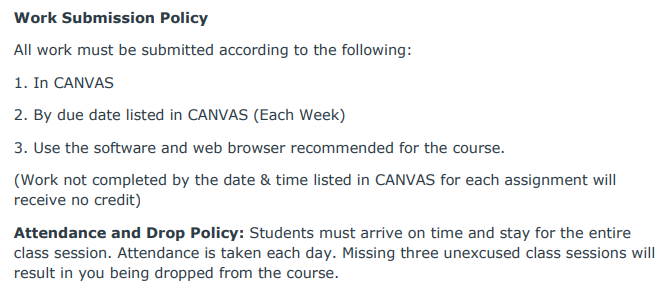 Work Submission Policy
All work must be submitted according to the following:
1. In CANVAS
2. By due date listed in CANVAS (Each Week)
3. Use the software and web browser recommended for the course.
(Work not completed by the date & time listed in CANVAS for each assignment will
receive no credit)
Attendance and Drop Policy: Students must arrive on time and stay for the entire
class session. Attendance is taken each day. Missing three unexcused class sessions will
result in you being dropped from the course.